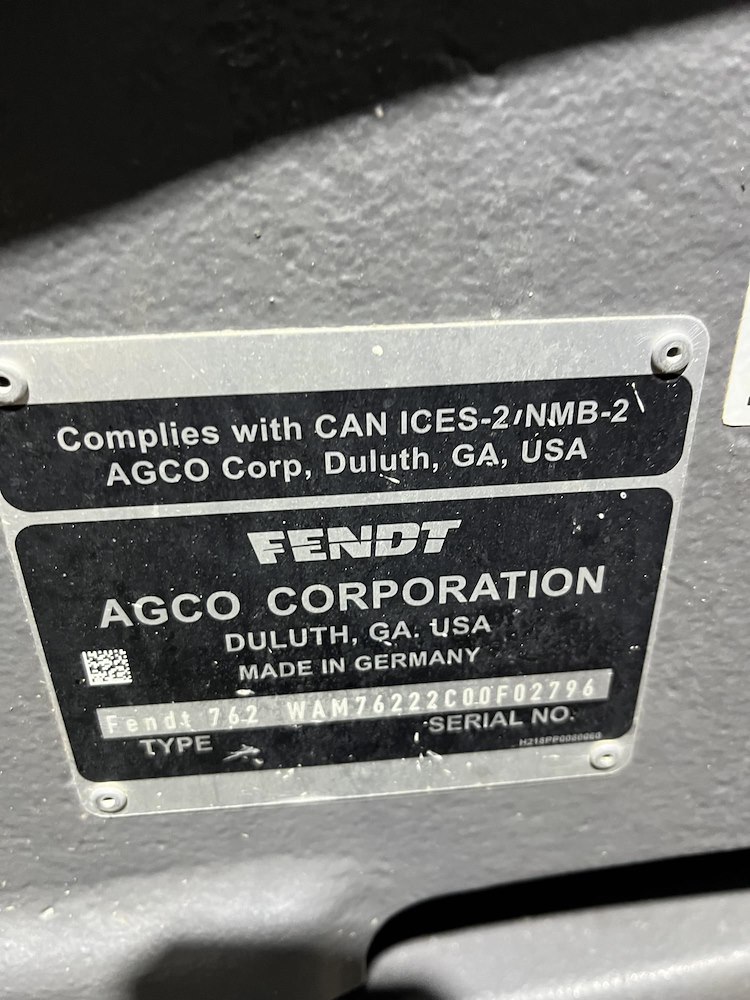 Complies with CAN ICES-2/NMB-2
AGCO Corp, Duluth, GA, USA
FENDT
AGCO CORPORATION
DULUTH, GA. USA
MADE IN GERMANY
Fendt 762 WAM76222C00F02796
TYPE SERIAL NO.